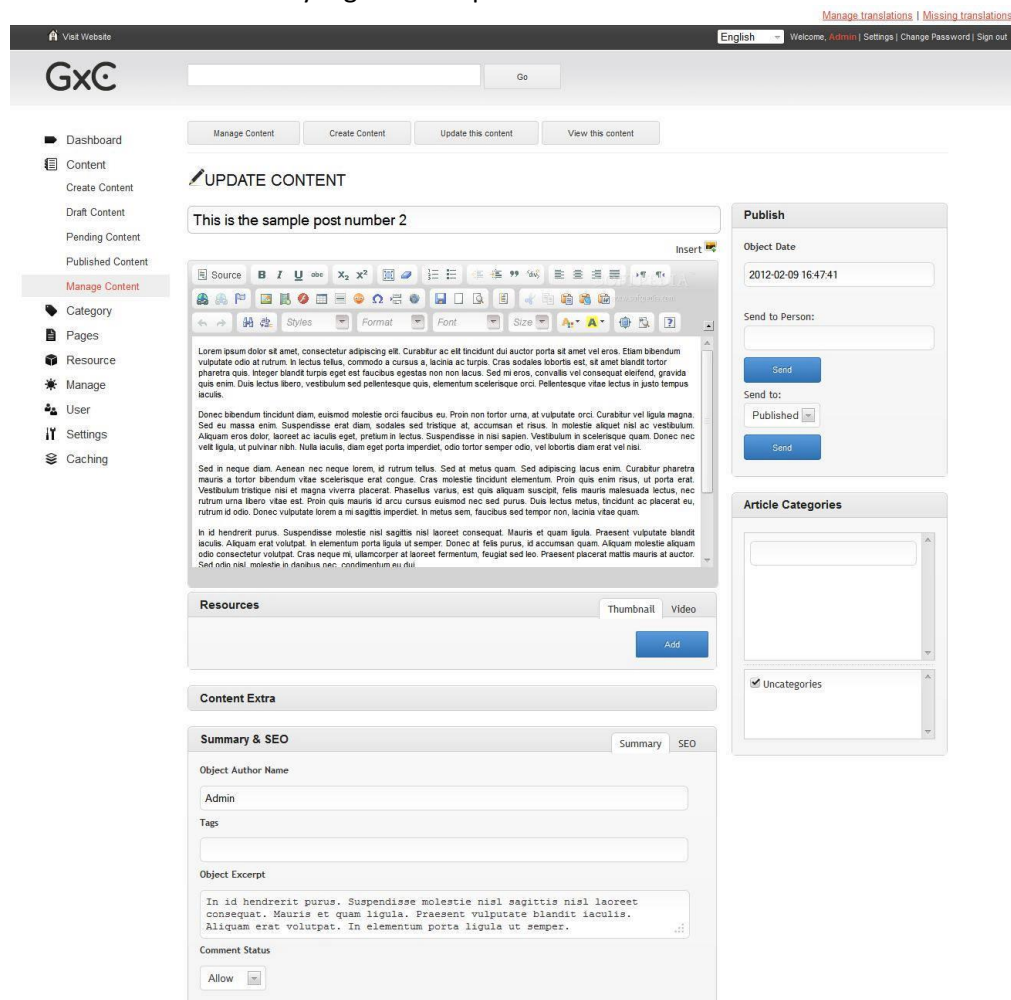 Manage translations | Missing translations
Visit Website
English
Welcome, Admin | Settings | Change Password | Sign out
GxC
Go
Dashboard
Content
Create Content
Draft Content
Pending Content
Published Content
Manage Content
Category
Pages
Resource
Manage
User
Settings
Caching
Manage Content
Create Content
Update this content
View this content
UPDATE CONTENT
This is the sample post number 2
Insert
Source
Styles
Format
Font
Size
Lorem ipsum dolor sit amet, consectetur adipiscing elit. Curabitur ac elit tincidunt dui auctor porta sit amet vel eros. Etiam bibendum
vulputate odio at rutrum. In lectus tellus, commodo a cursus a, lacinia ac turpis. Cras sodales lobortis est, sit amet blandit tortor
pharetra quis. Integer blandit turpis eget est faucibus egestas non non lacus. Sed mi eros, convallis vel consequat eleifend, gravida
quis enim. Duis lectus libero, vestibulum sed pellentesque quis, elementum scelerisque orci. Pellentesque vitae lectus in justo tempus
iaculis.
Donec bibendum tincidunt diam, euismod molestie orci faucibus eu. Proin non tortor urna, at vulputate orci. Curabitur vel ligula magna.
Sed eu massa enim. Suspendisse erat diam, sodales sed tristique at, accumsan et risus. In molestie aliquet nisl ac vestibulum.
Aliquam eros dolor, laoreet ac iaculis eget, pretium in lectus. Suspendisse in nisi sapien. Vestibulum in scelerisque quam. Donec nec
velit ligula, ut pulvinar nibh. Nulla iaculis, diam eget porta imperdiet, odio tortor semper odio, vel lobortis diam erat vel nisi.
Sed in neque diam. Aenean nec neque lorem, id rutrum tellus. Sed at metus quam. Sed adipiscing lacus enim. Curabitur pharetra
mauris a tortor bibendum vitae scelerisque erat congue. Cras molestie tincidunt elementum. Proin quis enim risus, ut porta erat.
Vestibulum tristique nisi et magna viverra placerat. Phasellus varius, est quis aliquam suscipit, felis mauris malesuada lectus, nec
rutrum urna libero vitae est. Proin quis mauris id arcu cursus euismod nec sed purus. Duis lectus metus, tincidunt ac placerat eu,
rutrum id odio. Donec vulputate lorem a mi sagittis imperdiet. In metus sem, faucibus sed tempor non, lacinia vitae quam.
In id hendrerit purus. Suspendisse molestie nisl sagittis nisl laoreet consequat. Mauris et quam ligula. Praesent vulputate blandit
iaculis. Aliquam erat volutpat. In elementum porta ligula ut semper. Donec at felis purus, id accumsan quam. Aliquam molestie aliquam
odio consectetur volutpat. Cras neque mi, ullamcorper at laoreet fermentum, feugiat sed leo. Praesent placerat mattis mauris at auctor.
Sed odio nisl, molestie in dapibus nec, condimentum eu dui
Resources
Thumbnail Video
Add
Content Extra
Summary & SEO
Summary SEO
Object Author Name
Admin
Tags
Object Excerpt
In id hendrerit purus. Suspendisse molestie nisl sagittis nisl laoreet
consequat. Mauris et quam ligula. Praesent vulputate blandit iaculis.
Aliquam erat volutpat. In elementum porta ligula ut semper.
Comment Status
Allow
Publish
Object Date
2012-02-09 16:47:41
Send to Person:
Send
Send to:
Published
Send
Article Categories
Uncategories